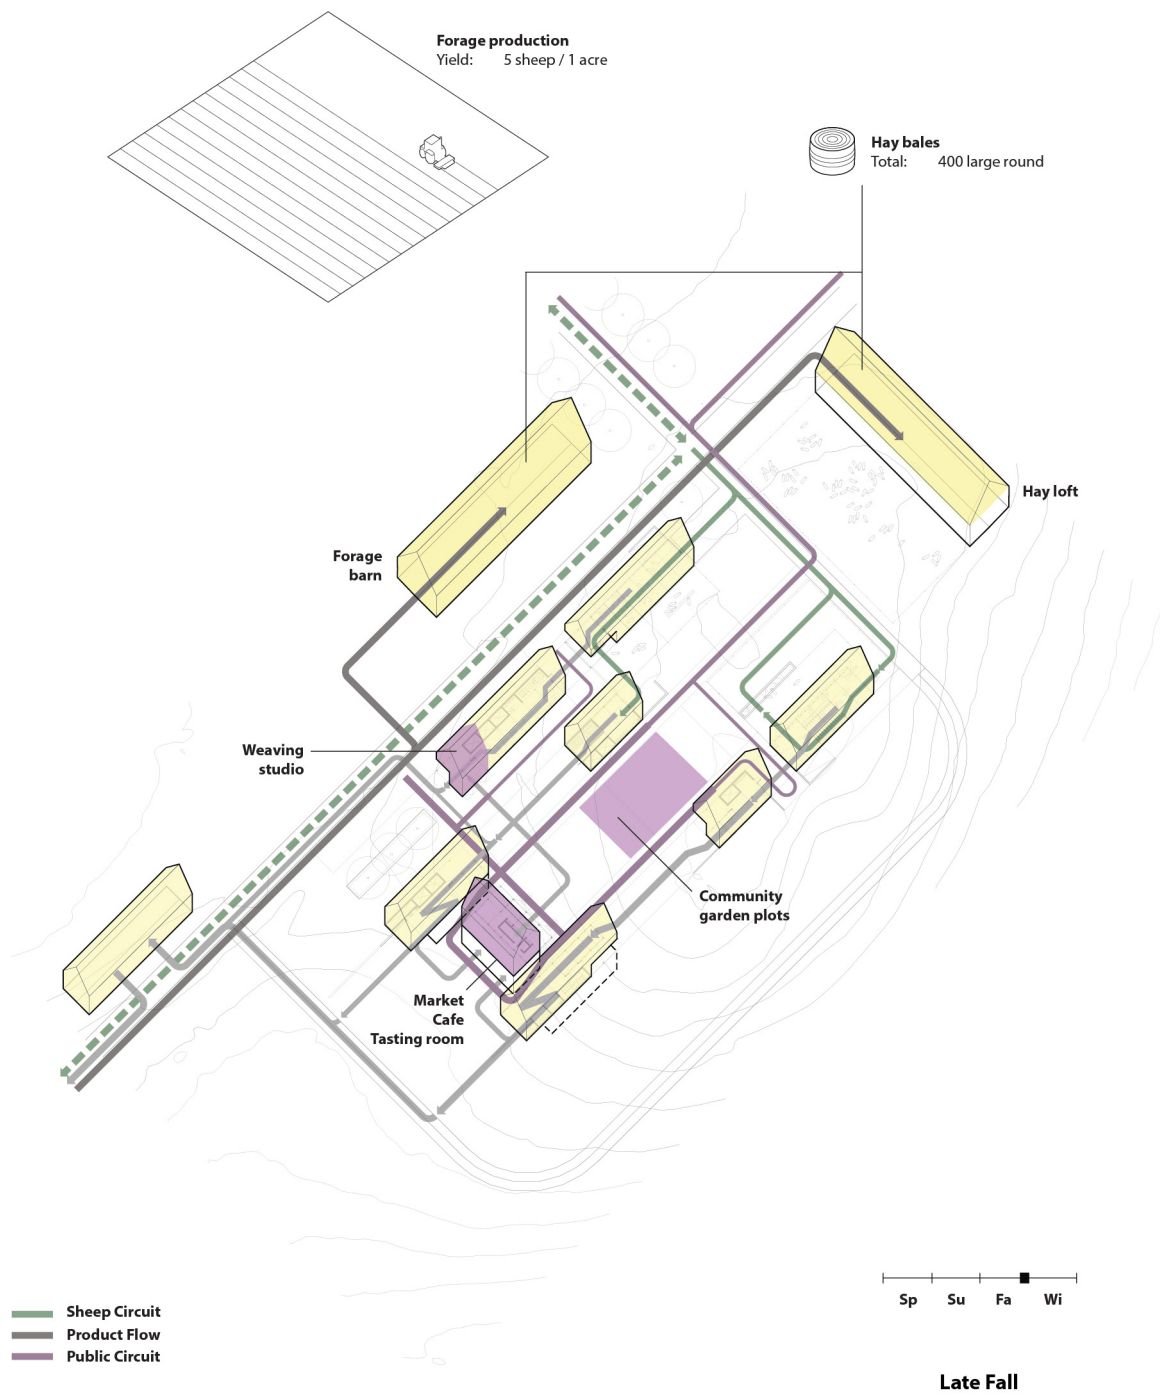 Forage production
Yield: 5 sheep / 1 acre
Hay bales
Total: 400 large round
Hay loft
Forage
barn
Weaving
studio
Community
garden plots
Market
Cafe
Tasting room
Sp Su Fa Wi
Sheep Circuit
Product Flow
Public Circuit
Late Fall